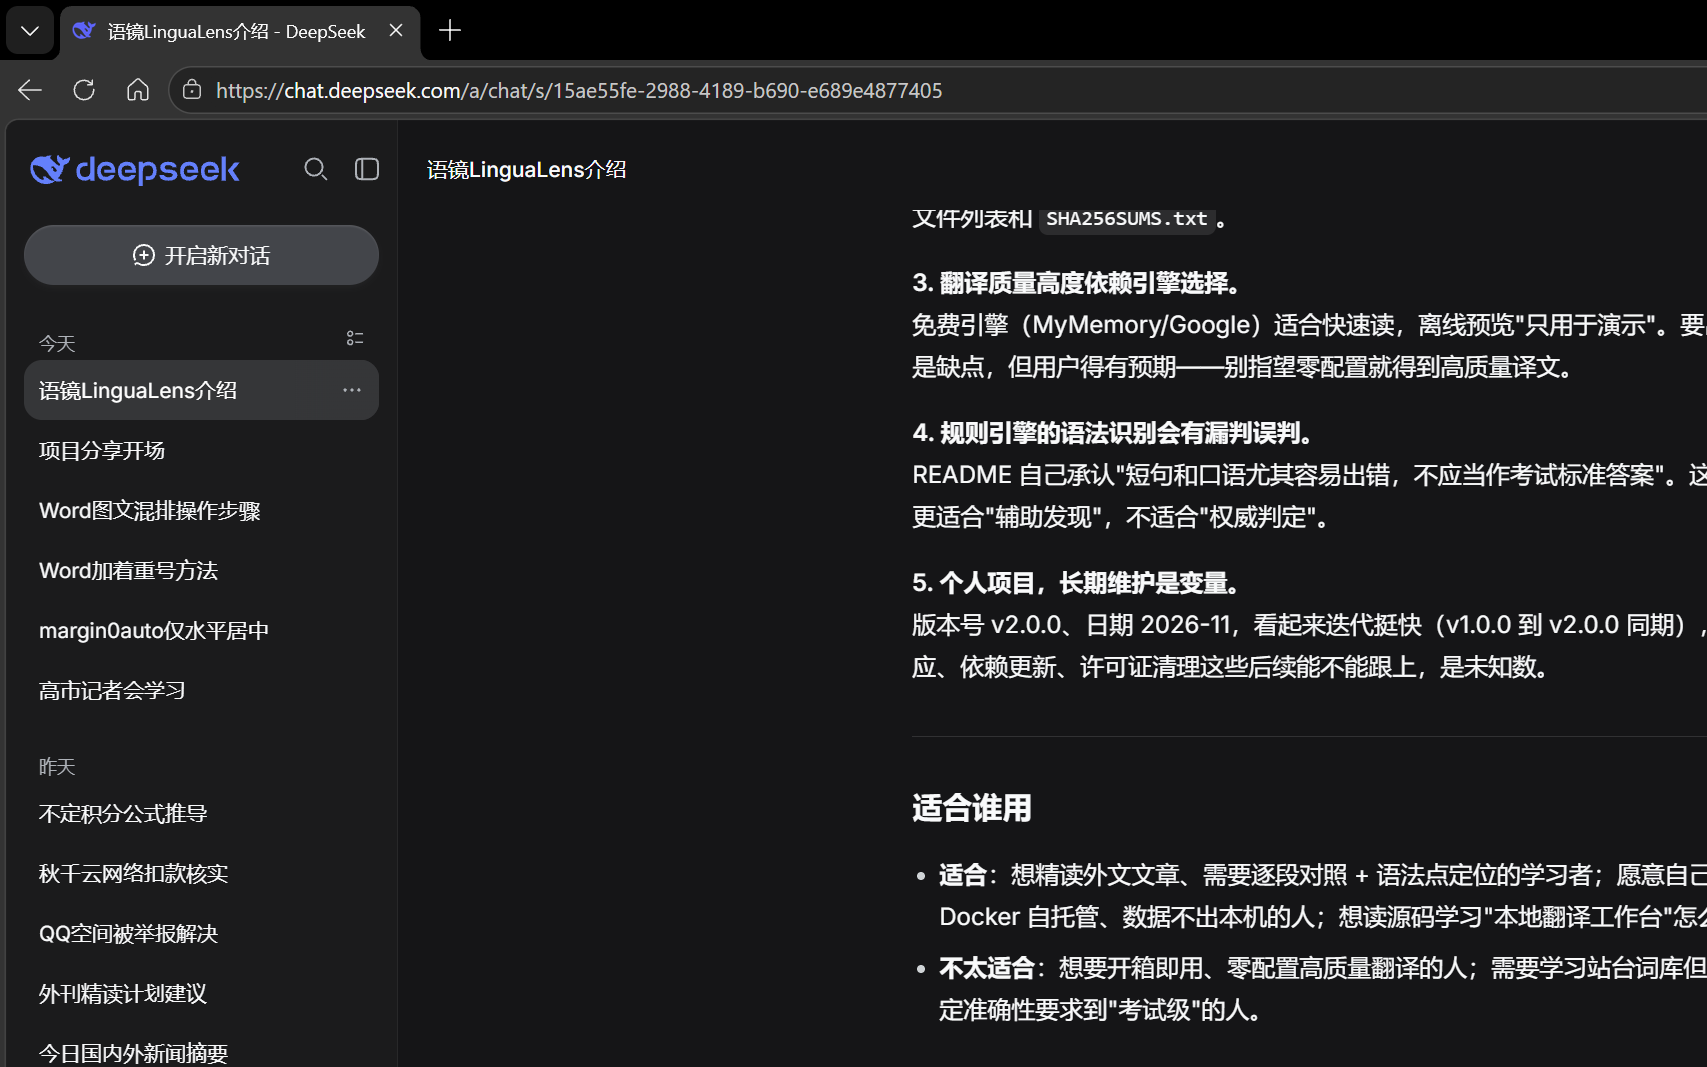 语镜LinguaLens介绍 - DeepSeek
https://chat.deepseek.com/a/chat/s/15ae55fe-2988-4189-b690-e689e4877405
deepseek
开启新对话
今天
语镜LinguaLens介绍
项目分享开场
Word图文混排操作步骤
Word加着重号方法
margin0auto仅水平居中
高市记者会学习
昨天
不定积分公式推导
秋千云网络扣款核实
QQ空间被举报解决
外刊精读计划建议
今日国内外新闻摘要
语镜LinguaLens介绍
文件列表和 SHA256SUMS.txt 。
3. 翻译质量高度依赖引擎选择。
免费引擎（MyMemory/Google）适合快速读，离线预览"只用于演示"。要
是缺点，但用户得有预期——别指望零配置就得到高质量译文。
4. 规则引擎的语法识别会有漏判误判。
README 自己承认"短句和口语尤其容易出错，不应当作考试标准答案"。这
更适合"辅助发现"，不适合"权威判定"。
5. 个人项目，长期维护是变量。
版本号 v2.0.0、日期 2026-11，看起来迭代挺快（v1.0.0 到 v2.0.0 同期），
应、依赖更新、许可证清理这些后续能不能跟上，是未知数。
适合谁用
• 适合：想精读外文文章、需要逐段对照 + 语法点定位的学习者；愿意自己
Docker 自托管、数据不出本机的人；想读源码学习"本地翻译工作台"怎么
• 不太适合：想要开箱即用、零配置高质量翻译的人；需要学习站台词库但
定准确性要求到"考试级"的人。